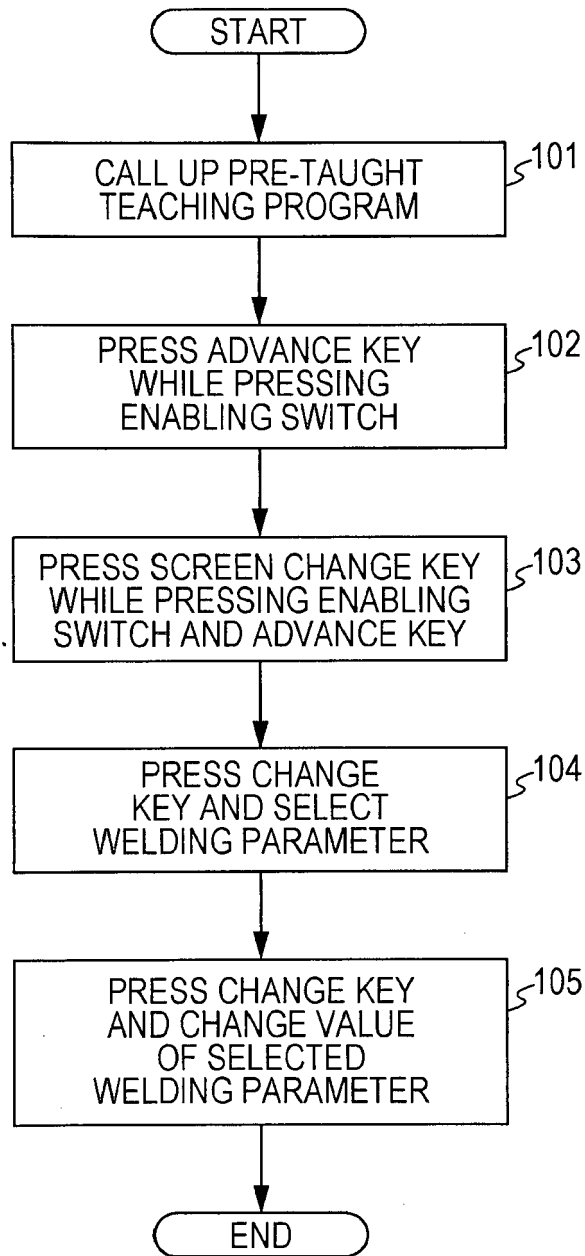 START
CALL UP PRE-TAUGHT
TEACHING PROGRAM
101
PRESS ADVANCE KEY
WHILE PRESSING
ENABLING SWITCH
102
PRESS SCREEN CHANGE KEY
WHILE PRESSING ENABLING
SWITCH AND ADVANCE KEY
103
PRESS CHANGE
KEY AND SELECT
WELDING PARAMETER
104
PRESS CHANGE KEY
AND CHANGE VALUE
OF SELECTED
WELDING PARAMETER
105
END